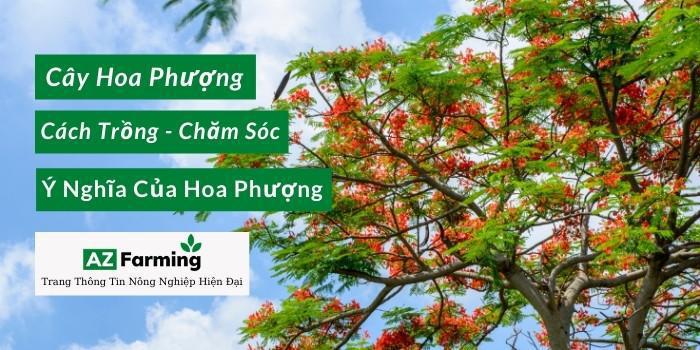 Cây Hoa Phượng
Cách Trồng - Chăm Sóc
Ý Nghĩa Của Hoa Phượng
AZ Farming
Trang Thông Tin Nông Nghiệp Hiện Đại